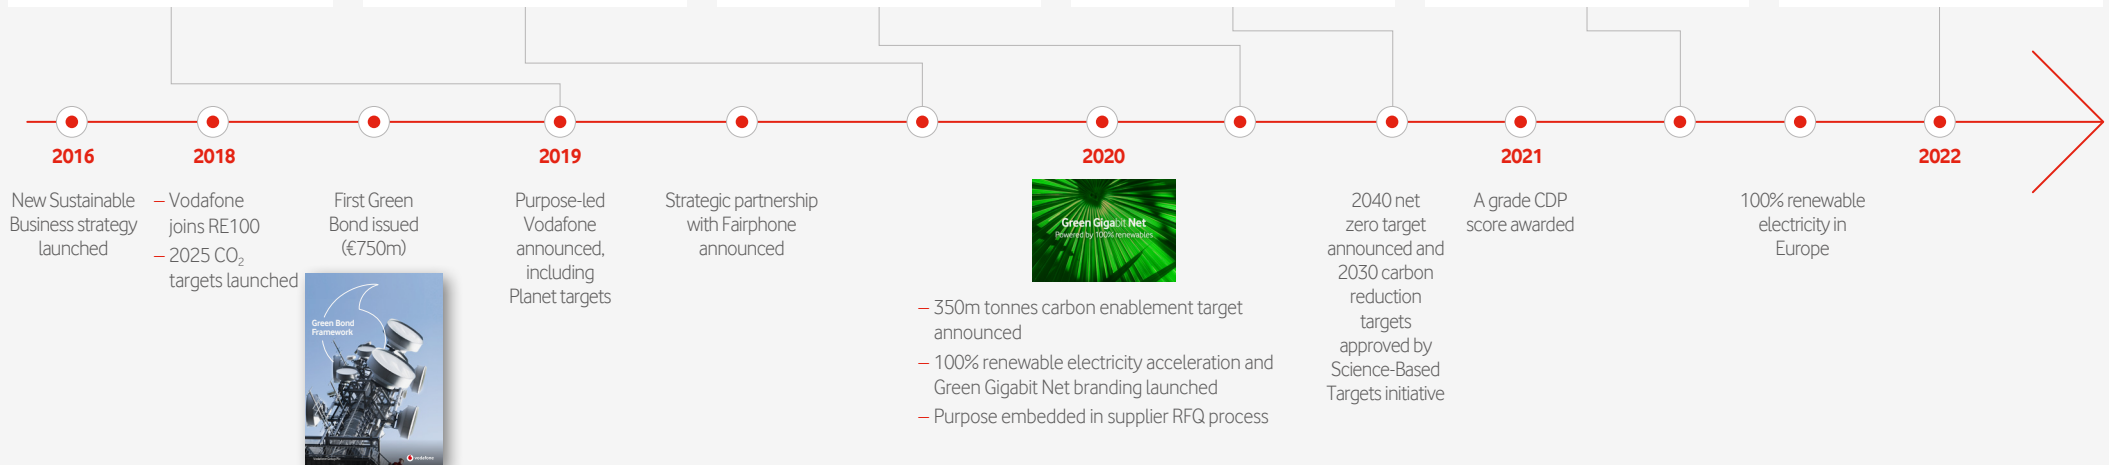 2016
2018
2019
2020
2021
2022
New Sustainable
Business strategy
launched
– Vodafone
joins RE100
– 2025 CO₂
targets launched
First Green
Bond issued
(€750m)
Green Bond
Framework
vodafone
Purpose-led
Vodafone
announced,
including
Planet targets
Strategic partnership
with Fairphone
announced
Green Gigabit Net
Powered by 100% renewables
– 350m tonnes carbon enablement target
announced
– 100% renewable electricity acceleration and
Green Gigabit Net branding launched
– Purpose embedded in supplier RFQ process
2040 net
zero target
announced and
2030 carbon
reduction
targets
approved by
Science-Based
Targets initiative
A grade CDP
score awarded
100% renewable
electricity in
Europe